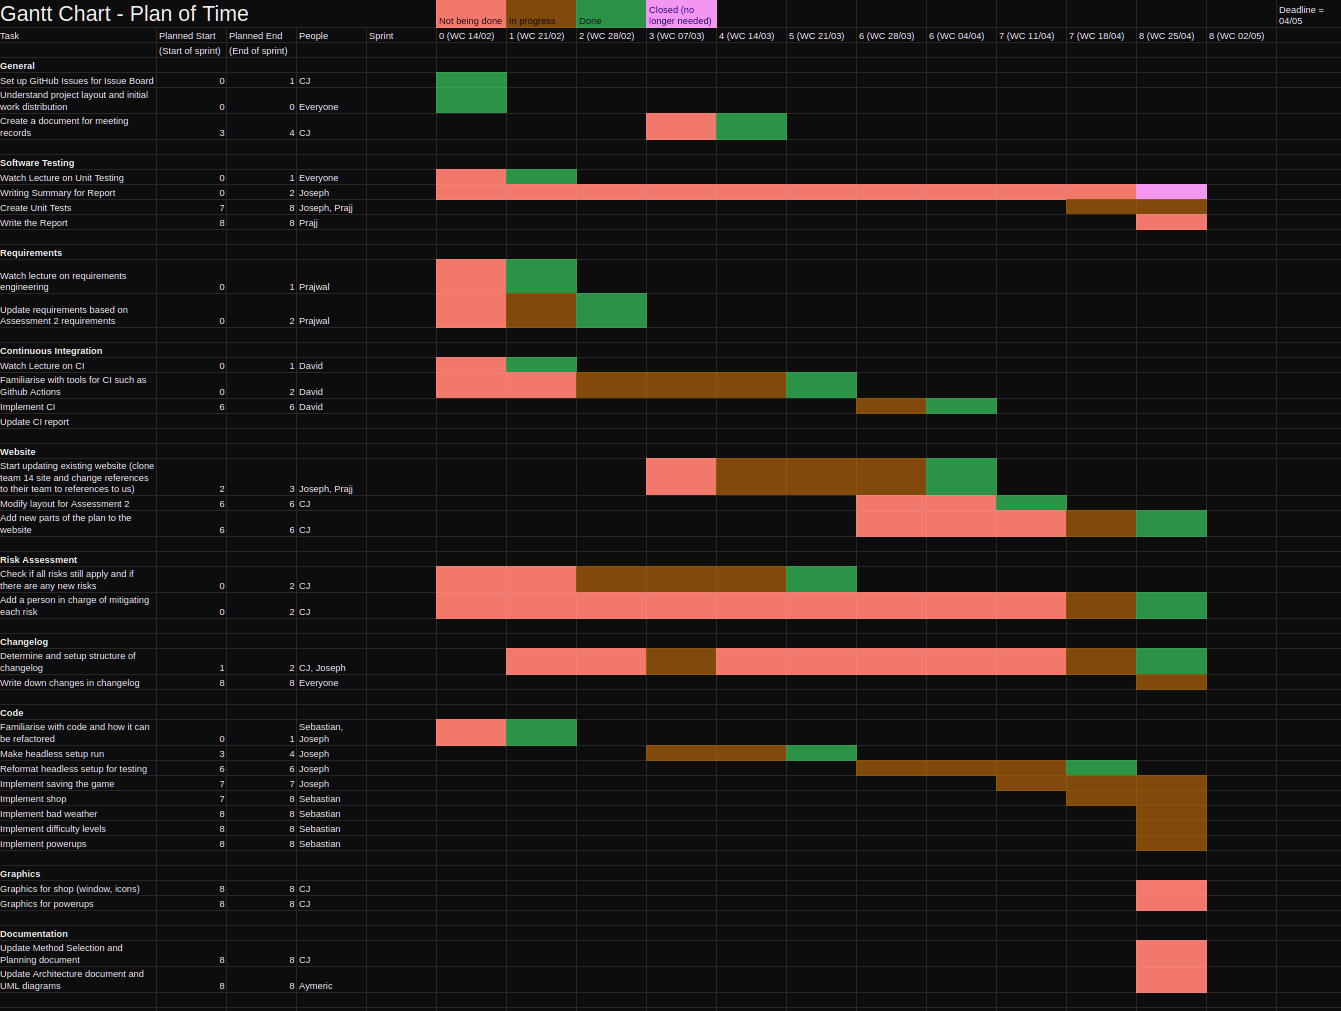 Gantt Chart - Plan of Time
Not being done In progress Done Closed (no longer needed) Deadline = 04/05
Task Planned Start Planned End People Sprint 0 (WC 14/02) 1 (WC 21/02) 2 (WC 28/02) 3 (WC 07/03) 4 (WC 14/03) 5 (WC 21/03) 6 (WC 28/03) 6 (WC 04/04) 7 (WC 11/04) 7 (WC 18/04) 8 (WC 25/04) 8 (WC 02/05)
(Start of sprint) (End of sprint)
General
Set up GitHub Issues for Issue Board 0 1 CJ
Understand project layout and initial
work distribution 0 0 Everyone
Create a document for meeting
records 3 4 CJ
Software Testing
Watch Lecture on Unit Testing 0 1 Everyone
Writing Summary for Report 0 2 Joseph
Create Unit Tests 7 8 Joseph, Prajj
Write the Report 8 8 Prajj
Requirements
Watch lecture on requirements
engineering 0 1 Prajwal
Update requirements based on
Assessment 2 requirements 0 2 Prajwal
Continuous Integration
Watch Lecture on CI 0 1 David
Familiarise with tools for CI such as
Github Actions 0 2 David
Implement CI 6 6 David
Update CI report
Website
Start updating existing website (clone
team 14 site and change references
to their team to references to us) 2 3 Joseph, Prajj
Modify layout for Assessment 2 6 6 CJ
Add new parts of the plan to the
website 6 6 CJ
Risk Assessment
Check if all risks still apply and if
there are any new risks 0 2 CJ
Add a person in charge of mitigating
each risk 0 2 CJ
Changelog
Determine and setup structure of
changelog 1 2 CJ, Joseph
Write down changes in changelog 8 8 Everyone
Code
Familiarise with code and how it can Sebastian,
be refactored 0 1 Joseph
Make headless setup run 3 4 Joseph
Reformat headless setup for testing 6 6 Joseph
Implement saving the game 7 7 Joseph
Implement shop 7 8 Sebastian
Implement bad weather 8 8 Sebastian
Implement difficulty levels 8 8 Sebastian
Implement powerups 8 8 Sebastian
Graphics
Graphics for shop (window, icons) 8 8 CJ
Graphics for powerups 8 8 CJ
Documentation
Update Method Selection and
Planning document 8 8 CJ
Update Architecture document and
UML diagrams 8 8 Aymeric